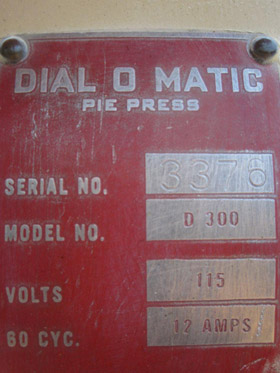 DIAL O MATIC
PIE PRESS
SERIAL NO. 3376
MODEL NO. D 300
VOLTS 115
60 CYC. 12 AMPS